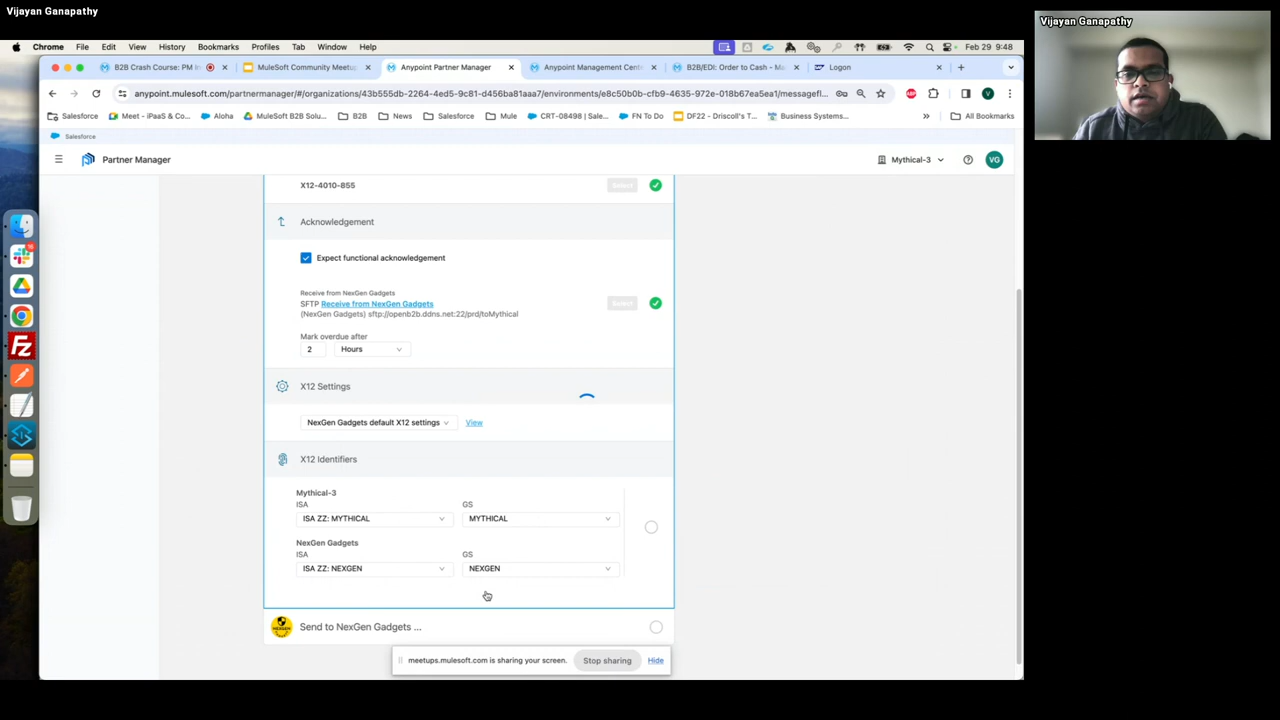 Vijayan Ganapathy
Vijayan Ganapathy
Chrome File Edit View History Bookmarks Profiles Tab Window Help
Feb 29 9:48
B2B Crash Course: PM In
MuleSoft Community Meetu
Anypoint Partner Manager
Anypoint Management Cent
B2B/EDI: Order to Cash - M
Logon
anypoint.mulesoft.com/partnermanager/#/organizations/43b555db-2264-4ed5-9c81-d456ba81aaa7/environments/e8c50b0b-cfb9-4635-972e-018b67ea5ea1/messagefl...
Salesforce
Meet - iPaaS & Co...
Aloha
MuleSoft B2B Solu...
B2B
News
Salesforce
Mule
CRT-08498 | Sale...
FN To Do
DF22 - Driscoll's T...
Business Systems...
All Bookmarks
Salesforce
Partner Manager
Mythical-3
VG
X12-4010-855
Select
Acknowledgement
Expect functional acknowledgement
Receive from NexGen Gadgets
SFTP Receive from NexGen Gadgets
Select
(NexGen Gadgets) sftp://openb2b.ddns.net:22/prd/toMythical
Mark overdue after
2 Hours
X12 Settings
NexGen Gadgets default X12 settings View
X12 Identifiers
Mythical-3
ISA GS
ISA ZZ: MYTHICAL MYTHICAL
NexGen Gadgets
ISA GS
ISA ZZ: NEXGEN NEXGEN
Send to NexGen Gadgets ...
meetups.mulesoft.com is sharing your screen. Stop sharing Hide